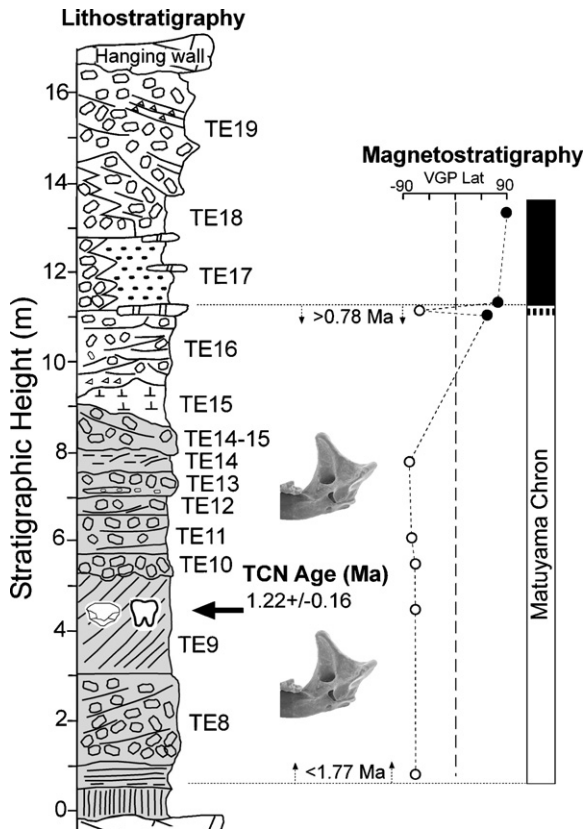 Lithostratigraphy
Hanging wall
16
TE19
Magnetostratigraphy
VGP Lat
-90 90
14
TE18
12
TE17
>0.78 Ma
Stratigraphic Height (m)
10
TE16
TE15
TE14-15
8
TE14
TE13
TE12
6
TE11
TE10
TCN Age (Ma)
1.22+/-0.16
4
TE9
Matuyama Chron
2
TE8
<1.77 Ma
0